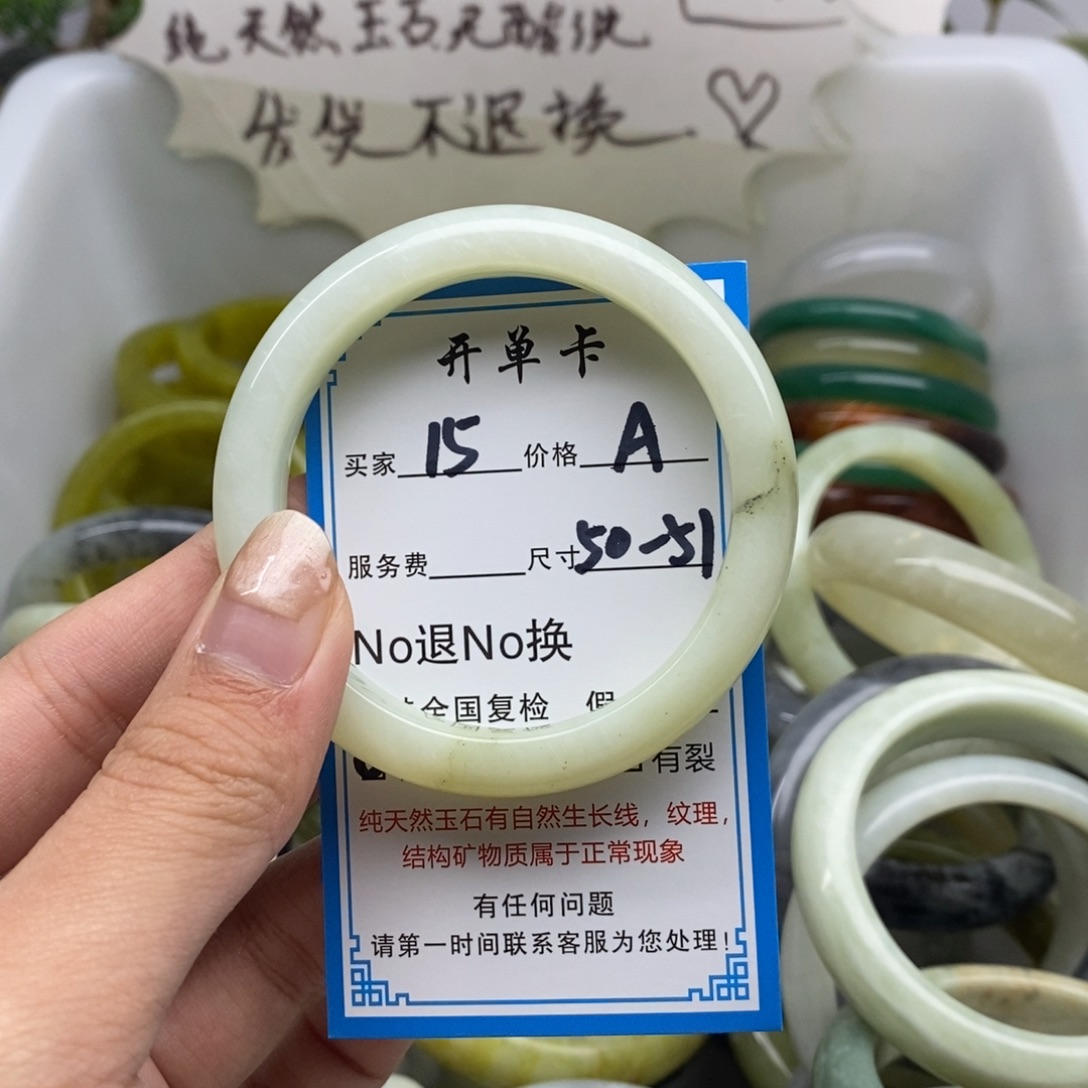 纯天然玉石无酸洗
发货不退换
开单卡
买家 15 价格 A
服务费 尺寸 50-51
No退No换
全国复检 假
有裂
纯天然玉石有自然生长线，纹理，
结构矿物质属于正常现象
有任何问题
请第一时间联系客服为您处理！